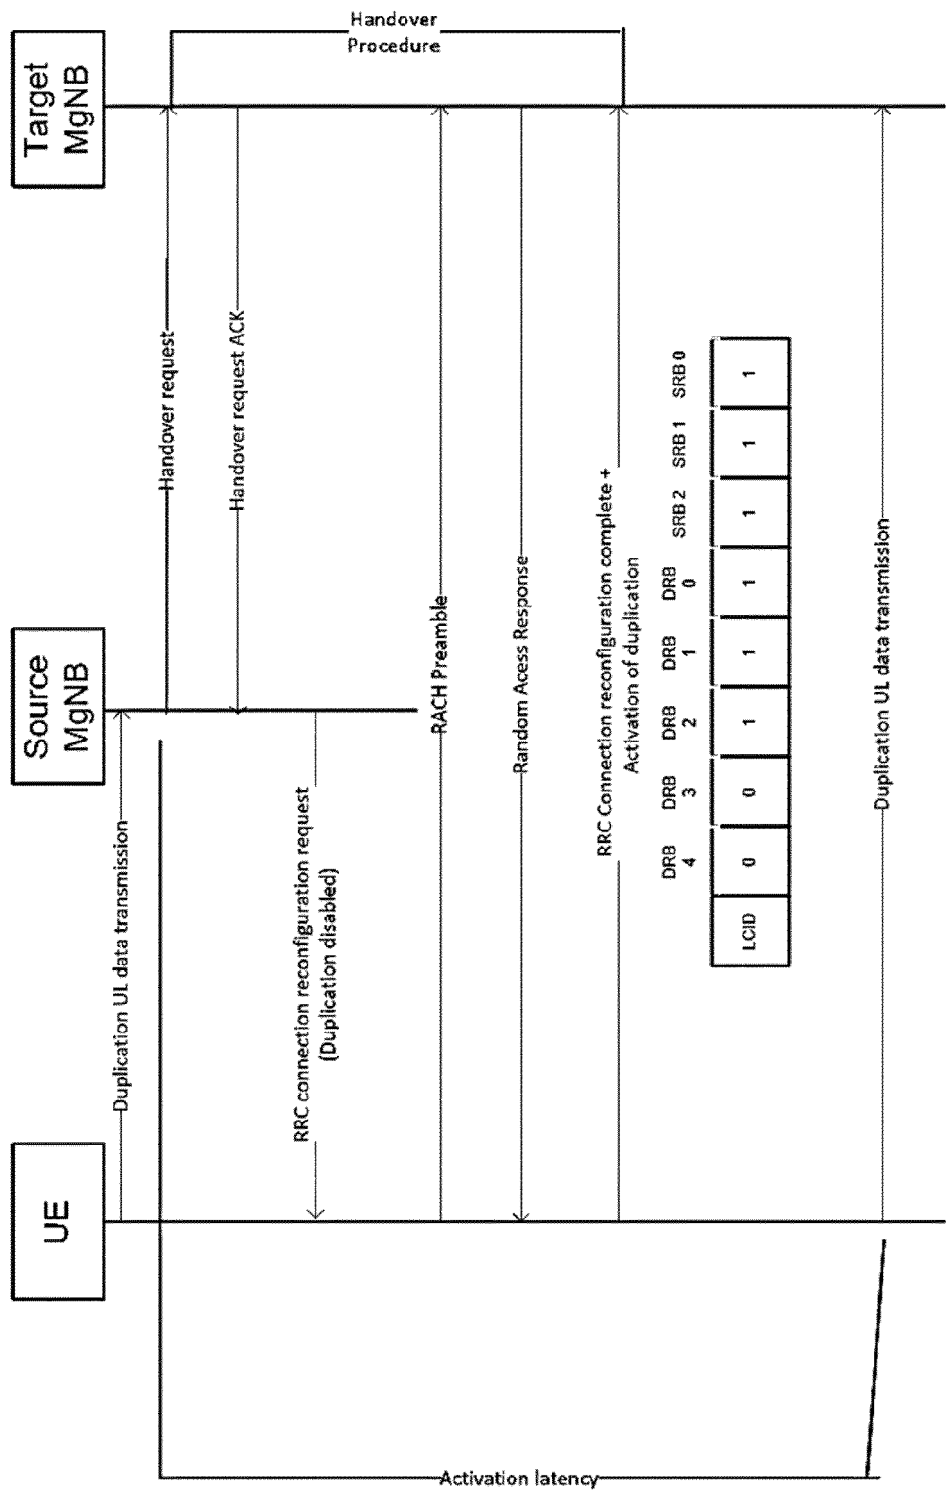 UE
Source
MgNB
Target
MgNB
Duplication UL data transmission
Handover request
Handover request ACK
RRC connection reconfiguration request
(Duplication disabled)
RACH Preamble
Random Acess Response
RRC Connection reconfiguration complete +
Activation of duplication
DRB 4
DRB 3
DRB 2
DRB 1
DRB 0
SRB 2
SRB 1
SRB 0
LCID 0 0 1 1 1 1 1 1
Duplication UL data transmission
Handover
Procedure
Activation latency